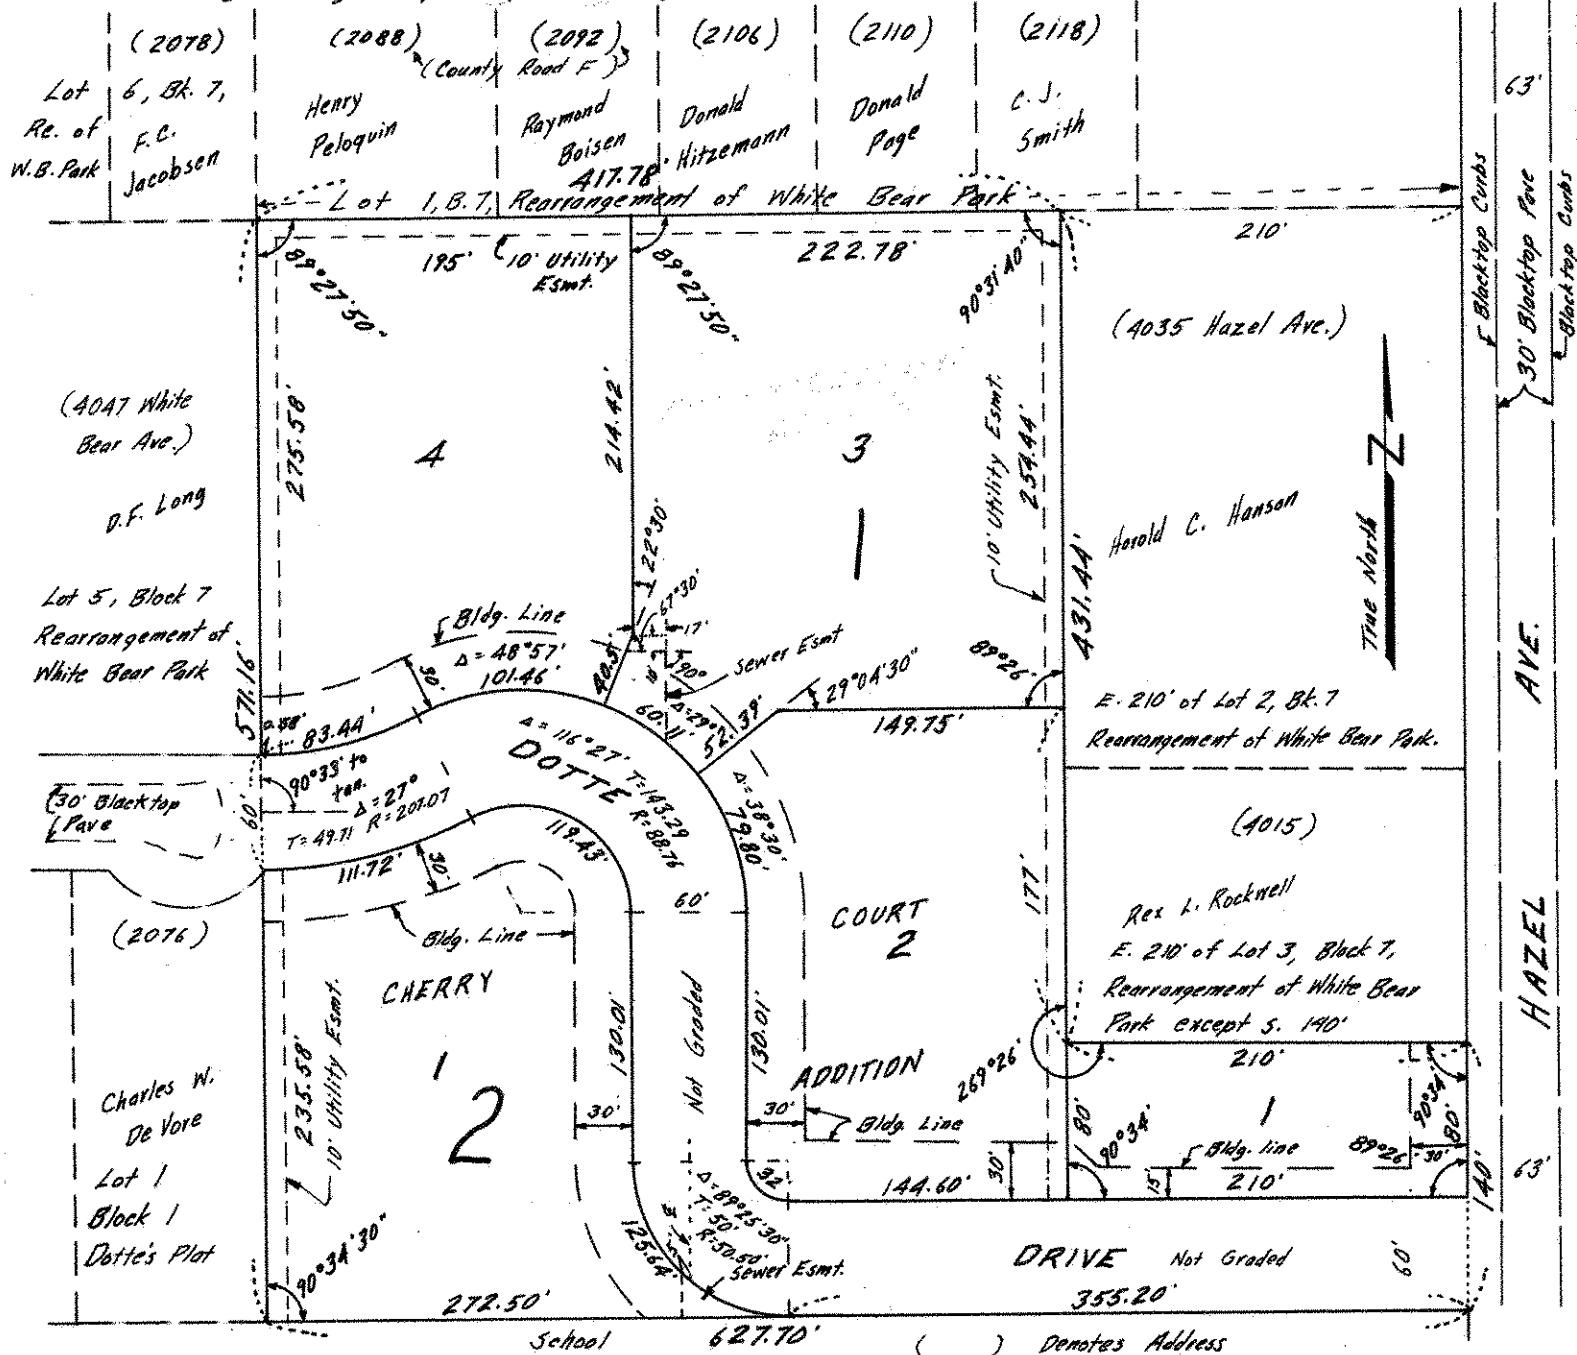 (2078)
(2088)
(2092)
(2106)
(2110)
(2118)
(County Road F)
Lot 6, Bk. 7,
Re. of
W.B. Park
F.C.
Jacobsen
Henry
Peloquin
Raymond
Boisen
Donald
Hitzemann
Donald
Page
C. J.
Smith
63'
417.78'
Lot 1, B. 7, Rearrangement of White Bear Park
Blacktop Curbs
30' Blacktop Pave
Blacktop Curbs
89°27'50"
195'
10' Utility
Esmt.
89°27'50"
222.78'
90°31'40"
210'
(4047 White
Bear Ave.)
D.F. Long
Lot 5, Block 7
Rearrangement of
White Bear Park
275.58'
4
214.42'
3
1
10' Utility Esmt.
254.44'
(4035 Hazel Ave.)
Harold C. Hanson
True North
N
431.44'
E. 210' of Lot 2, Bk. 7
Rearrangement of White Bear Park.
22°30'
67°30'
17'
90°
Sewer Esmt
Bldg. Line
Δ = 48°57'
101.46'
30'
40.51'
571.16'
83.44'
60.11'
Δ=29°
52.39'
29°04'30"
89°26'
149.75'
Δ = 116°27' T=143.29
R=88.76
DOTTE
Δ=38°30'
79.80'
90°33' to
tan.
Δ=27°
T=49.71 R=207.07
30' Blacktop
Pave
60'
111.72'
30'
119.43'
60'
(2076)
Bldg. Line
CHERRY
COURT
2
177'
(4015)
Rex L. Rockwell
E. 210' of Lot 3, Block 7,
Rearrangement of White Bear
Park except S. 140'
AVE.
HAZEL
235.58'
10' Utility Esmt.
1
2
130.01'
Not Graded
130.01'
ADDITION
269°26'
30'
30'
Bldg. Line
210'
1
80'
90°34'
90°34'
80'
Bldg. line
89°26'
30'
15'
210'
140'
63'
Charles W.
De Vore
Lot 1
Block 1
Dotte's Plat
90°34'30"
125.64'
32'
Δ=89°25'30"
T=50'
R=50.50'
Sewer Esmt.
144.60'
30'
DRIVE Not Graded
60'
272.50'
355.20'
School
627.70'
( ) Denotes Address